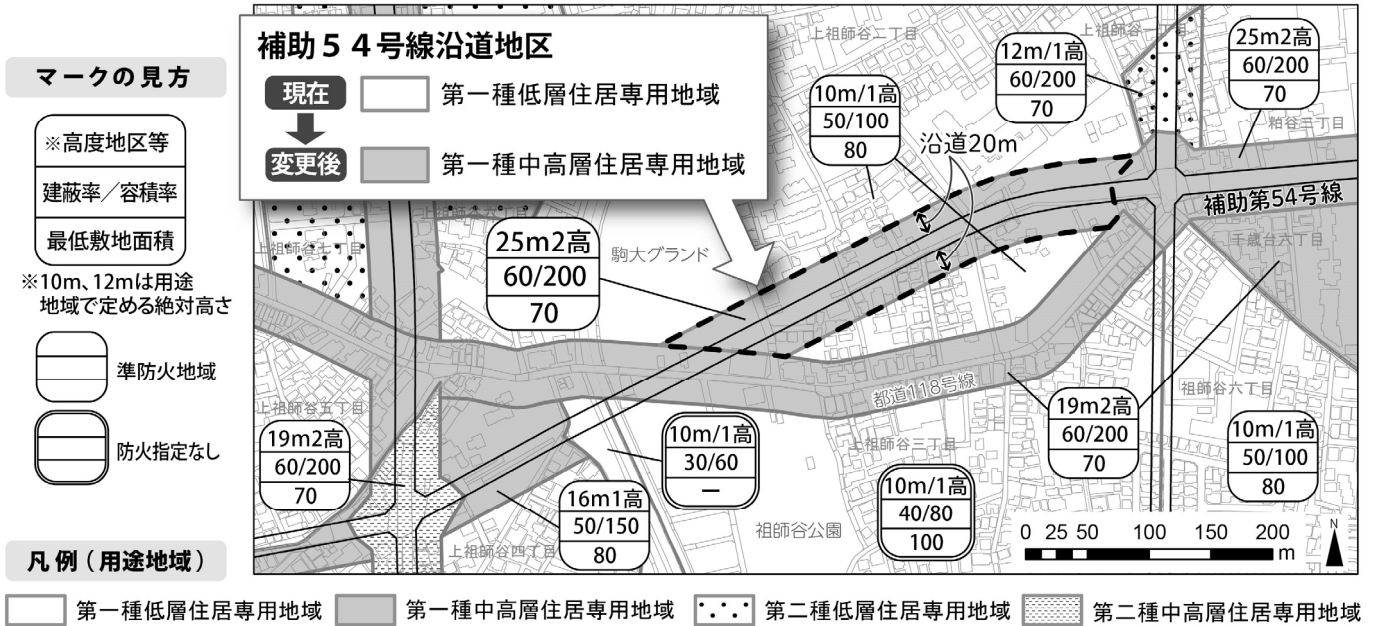 マークの見方
※高度地区等
建蔽率／容積率
最低敷地面積
※10m、12mは用途
地域で定める絶対高さ
準防火地域
防火指定なし
補助５４号線沿道地区
現在
第一種低層住居専用地域
変更後
第一種中高層住居専用地域
上祖師谷二丁目
上祖師谷一丁目
12m/1高
60/200
70
25m2高
60/200
70
粕谷三丁目
10m/1高
50/100
80
沿道20m
補助第54号線
千歳台六丁目
上祖師谷六丁目
上祖師谷七丁目
駒大グランド
25m2高
60/200
70
都道118号線
祖師谷六丁目
上祖師谷五丁目
19m2高
60/200
70
10m/1高
30/60
―
上祖師谷三丁目
19m2高
60/200
70
10m/1高
50/100
80
16m1高
50/150
80
10m/1高
40/80
100
祖師谷公園
上祖師谷四丁目
0 25 50 100 150 200
m
N
凡例（用途地域）
第一種低層住居専用地域
第一種中高層住居専用地域
第二種低層住居専用地域
第二種中高層住居専用地域